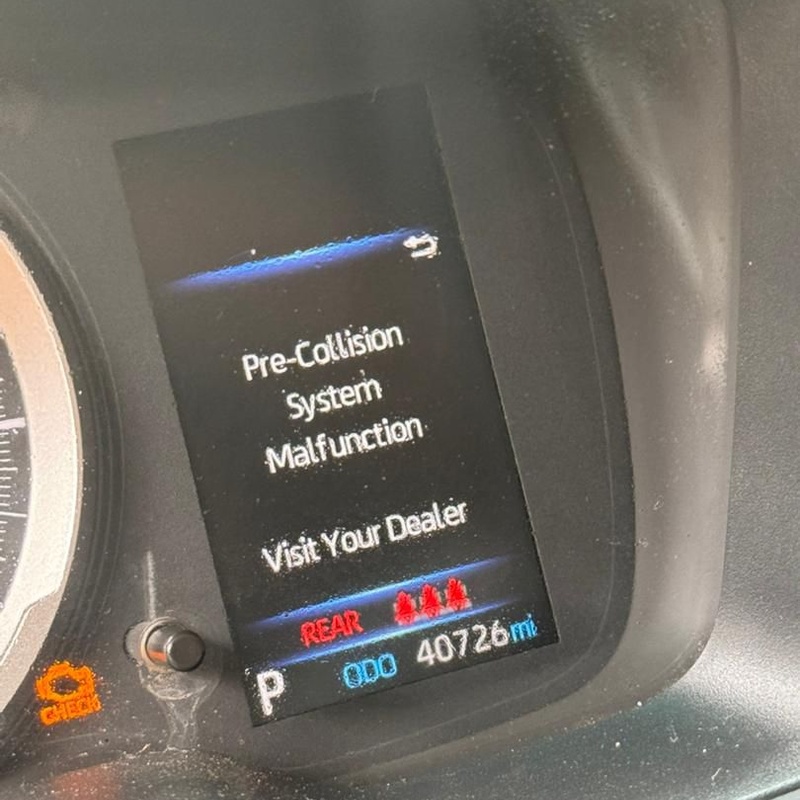 Pre-Collision
System
Malfunction
Visit Your Dealer
REAR
P ODO 40726 mi
CHECK